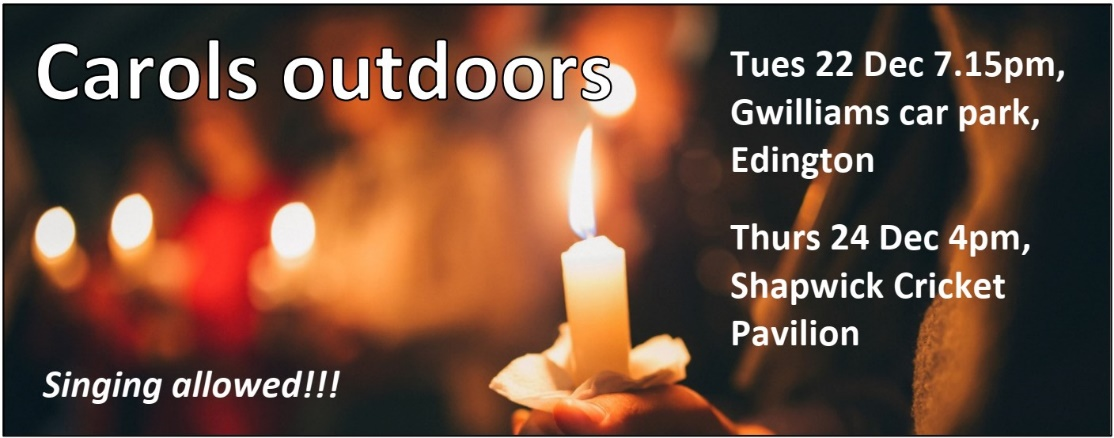 Carols outdoors
Tues 22 Dec 7.15pm,
Gwilliams car park,
Edington
Thurs 24 Dec 4pm,
Shapwick Cricket
Pavilion
Singing allowed!!!